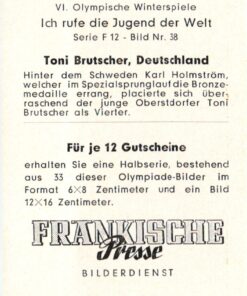 VI. Olympische Winterspiele
Ich rufe die Jugend der Welt
Serie F 12 - Bild Nr. 38
Toni Brutscher, Deutschland
Hinter dem Schweden Karl Holmström,
welcher im Spezialsprunglauf die Bronze-
medaille errang, placierte sich über-
raschend der junge Oberstdorfer Toni
Brutscher als Vierter.
Für je 12 Gutscheine
erhalten Sie eine Halbserie, bestehend
aus 33 dieser Olympiade-Bilder im
Format 6×8 Zentimeter und ein Bild
12×16 Zentimeter.
FRÄNKISCHE
Presse
BILDERDIENST